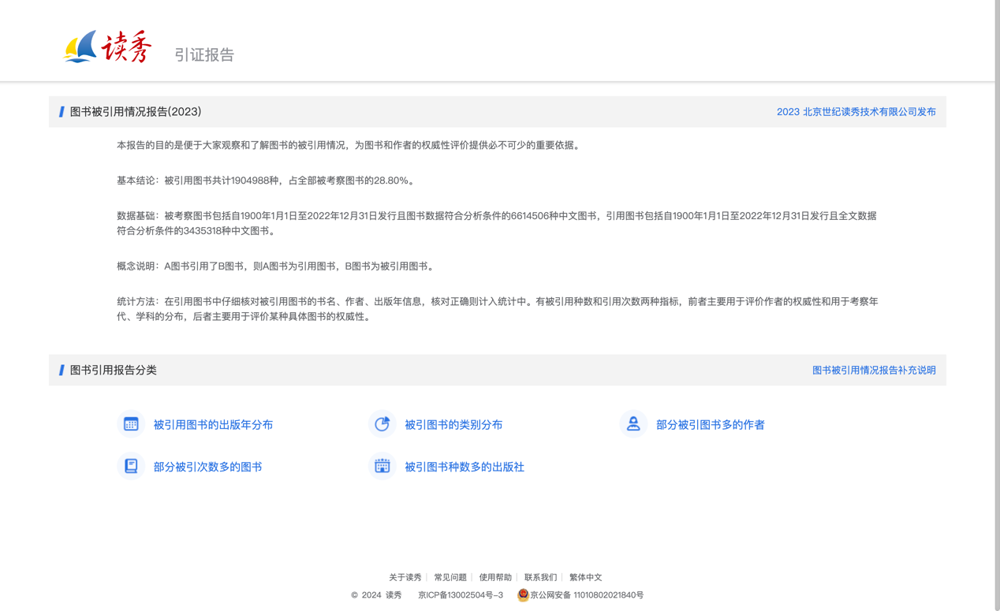 读秀 引证报告
图书被引用情况报告(2023) 2023 北京世纪读秀技术有限公司发布
本报告的目的是便于大家观察和了解图书的被引用情况，为图书和作者的权威性评价提供必不可少的重要依据。
基本结论：被引用图书共计1904988种，占全部被考察图书的28.80%。
数据基础：被考察图书包括自1900年1月1日至2022年12月31日发行且图书数据符合分析条件的6614506种中文图书，引用图书包括自1900年1月1日至2022年12月31日发行且全文数据
符合分析条件的3435318种中文图书。
概念说明：A图书引用了B图书，则A图书为引用图书，B图书为被引用图书。
统计方法：在引用图书中仔细核对被引用图书的书名、作者、出版年信息，核对正确则计入统计中。有被引用种数和引用次数两种指标，前者主要用于评价作者的权威性和用于考察年
代、学科的分布，后者主要用于评价某种具体图书的权威性。
图书引用报告分类 图书被引用情况报告补充说明
被引用图书的出版年分布 被引图书的类别分布 部分被引图书多的作者
部分被引次数多的图书 被引图书种数多的出版社
关于读秀 | 常见问题 | 使用帮助 | 联系我们 | 繁体中文
© 2024 读秀 京ICP备13002504号-3 京公网安备 11010802021840号